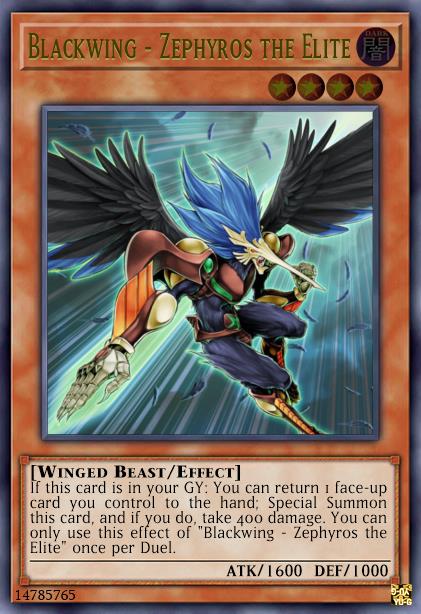 Blackwing - Zephyros the Elite
DARK
闇
[Winged Beast/Effect]
If this card is in your GY: You can return 1 face-up
card you control to the hand; Special Summon
this card, and if you do, take 400 damage. You can
only use this effect of "Blackwing - Zephyros the
Elite" once per Duel.
ATK/1600 DEF/1000
14785765